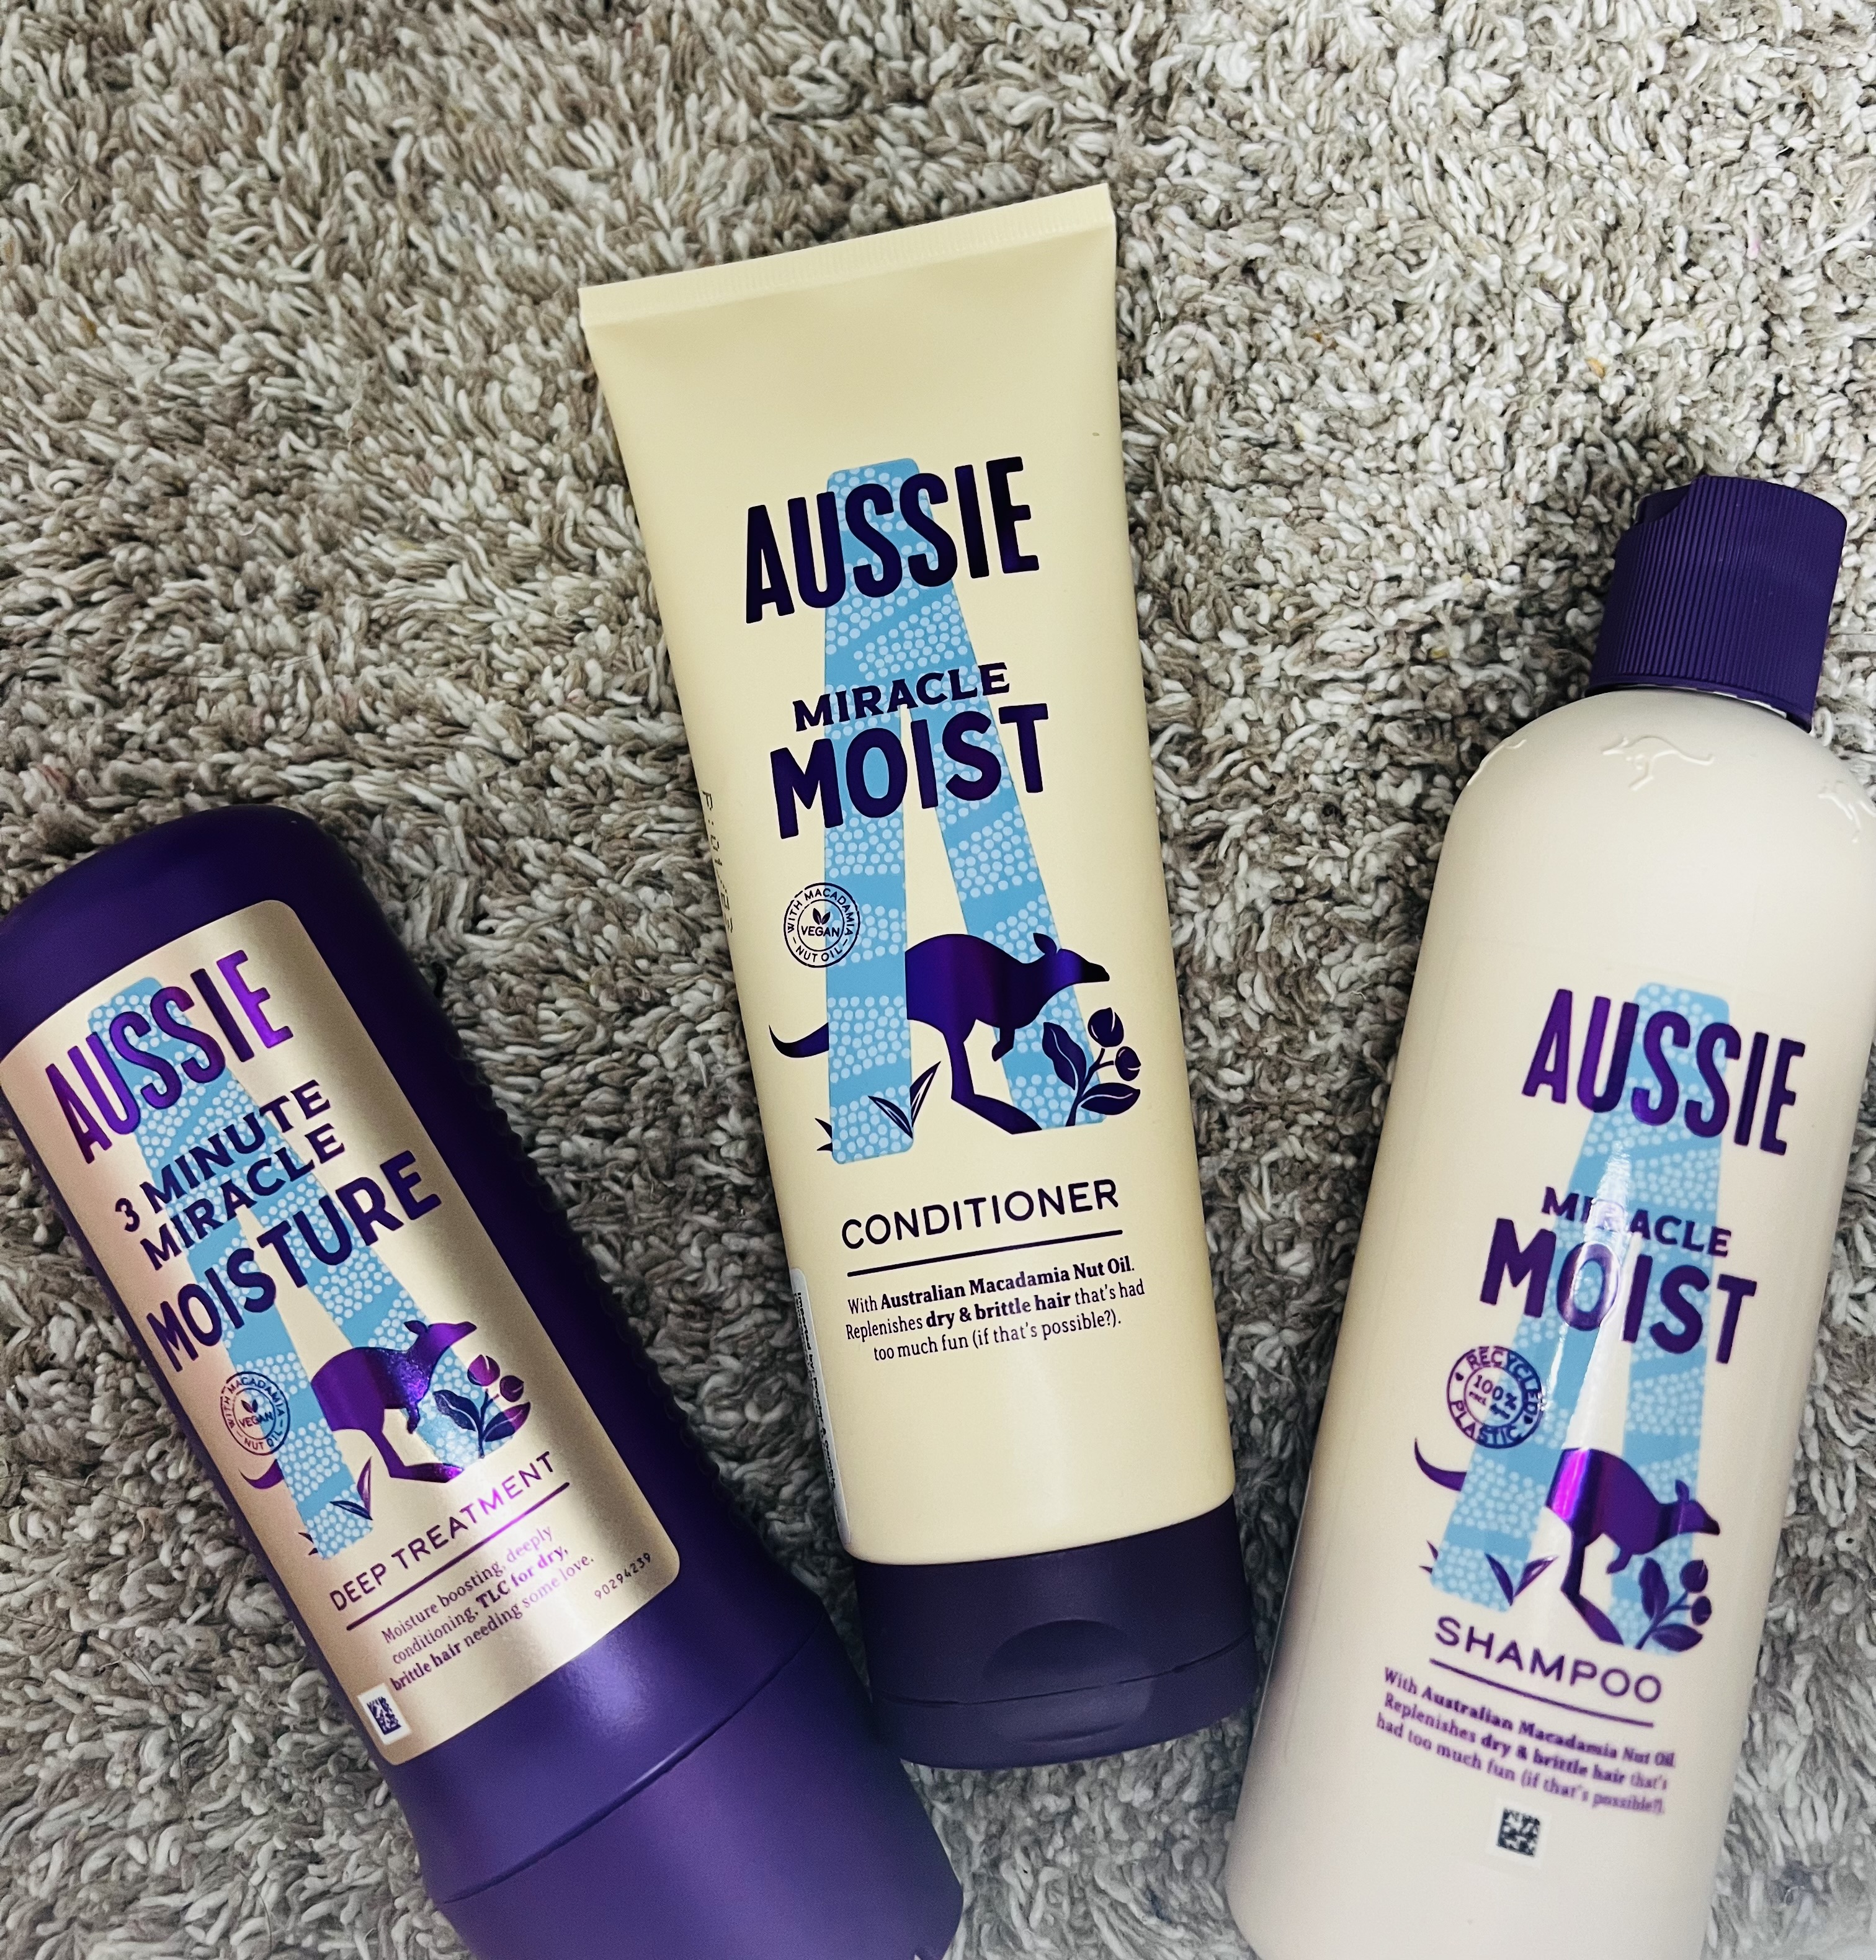 AUSSIE
3 MINUTE
MIRACLE
MOISTURE
WITH MACADAMIA
VEGAN
NUT OIL
DEEP TREATMENT
Moisture boosting, deeply
conditioning, TLC for dry,
brittle hair needing some love.
90294239
AUSSIE
MIRACLE
MOIST
WITH MACADAMIA
VEGAN
NUT OIL
CONDITIONER
With Australian Macadamia Nut Oil.
Replenishes dry & brittle hair that's had
too much fun (if that's possible?).
AUSSIE
MIRACLE
MOIST
RECYCLED
100%
PLASTIC
SHAMPOO
With Australian Macadamia Nut Oil.
Replenishes dry & brittle hair that's
had too much fun (if that's possible?).